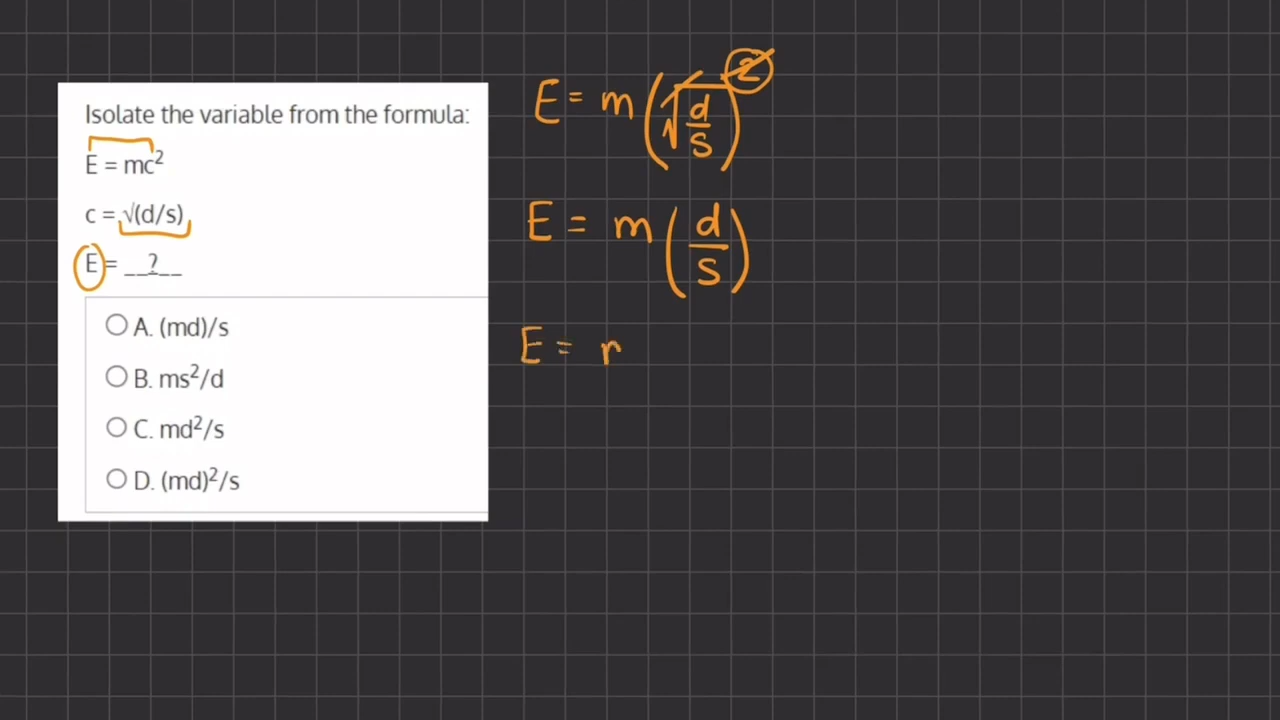 Isolate the variable from the formula:
E = mc²
c = √(d/s)
E = __?__
A. (md)/s
B. ms²/d
C. md²/s
D. (md)²/s
E = m(√(d/s))²
E = m(d/s)
E = r